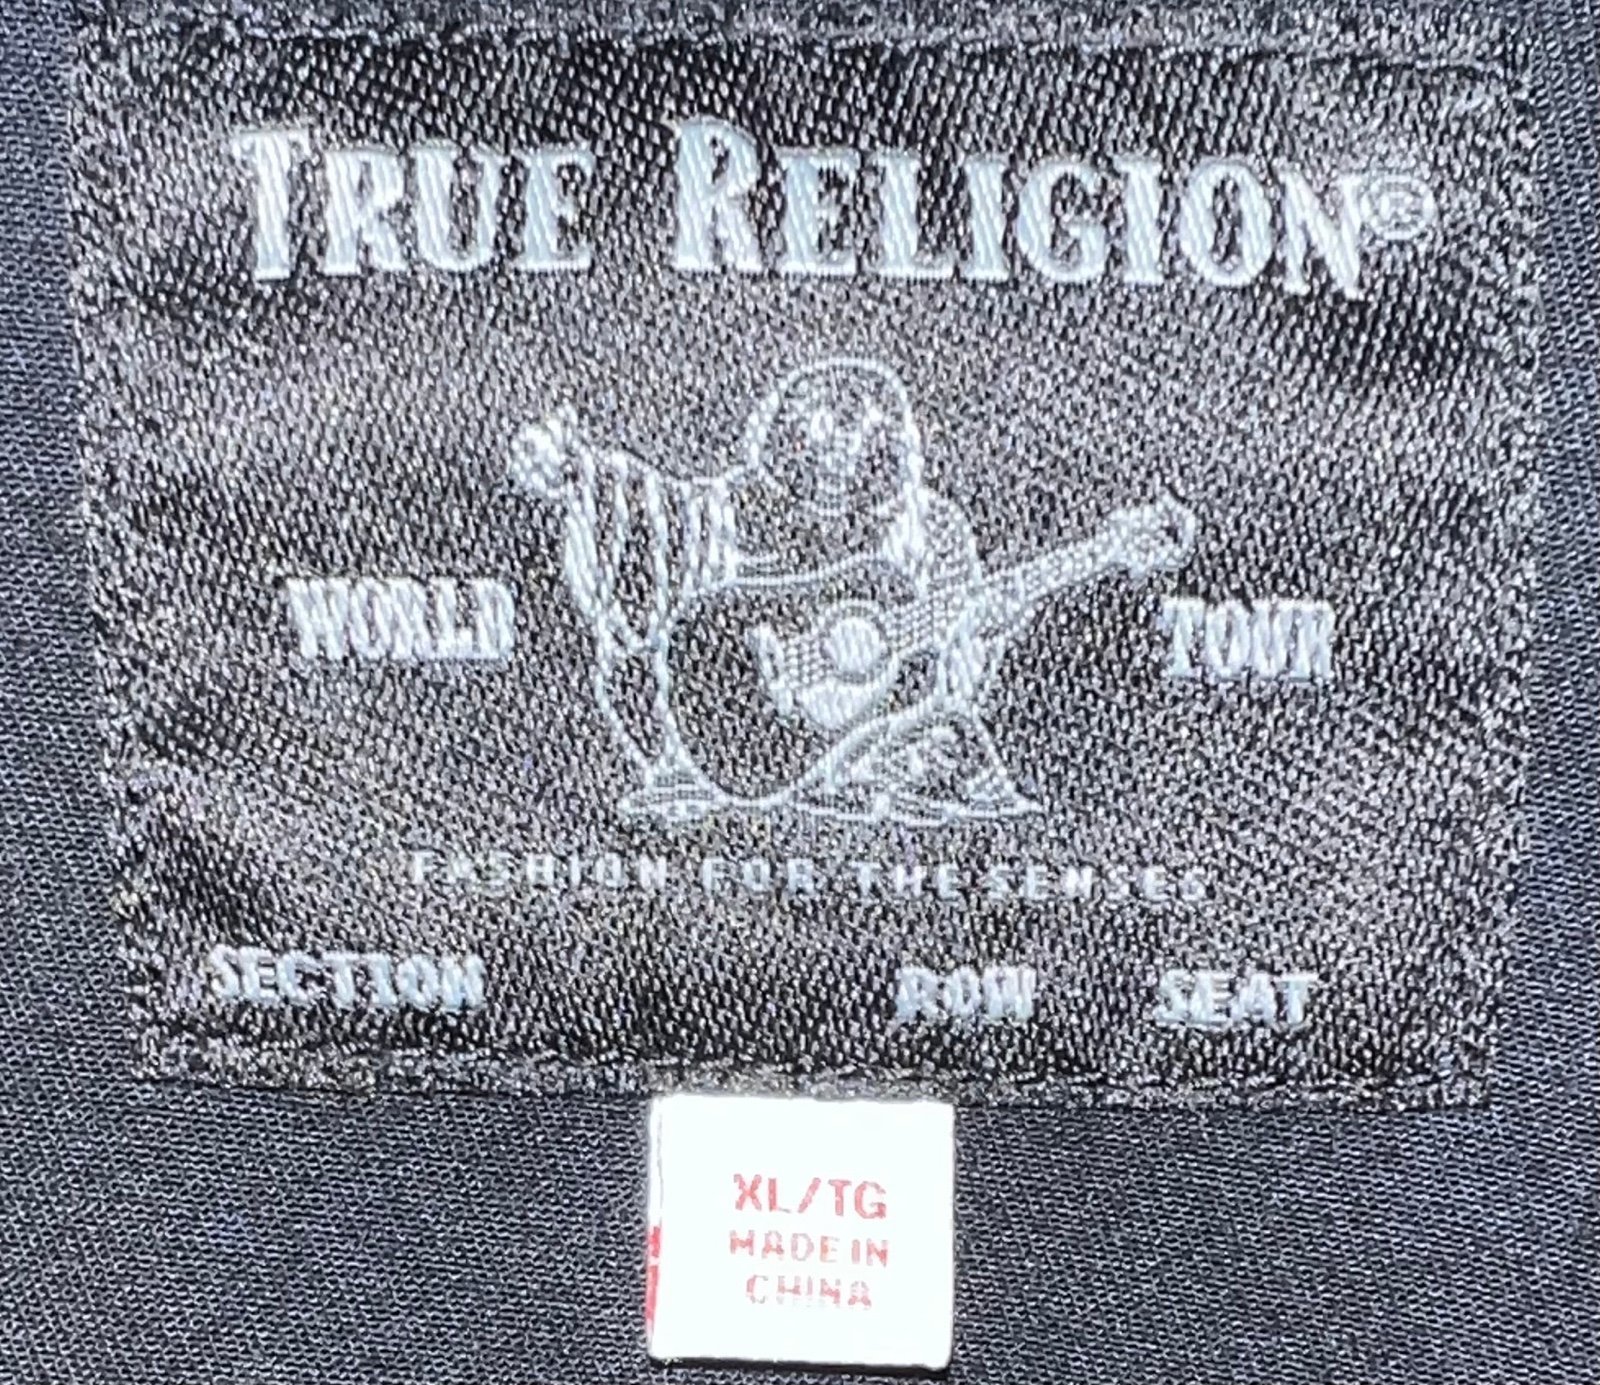 TRUE RELIGION®
WORLD TOUR
FASHION FOR THE SENSES
SECTION ROW SEAT
XL/TG
MADE IN
CHINA